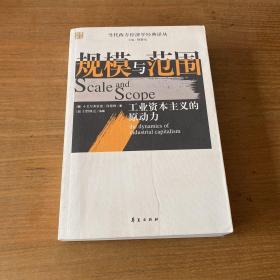 当代西方经济学经典译丛
规模与范围
Scale and
Scope
工业资本主义的
原动力
the dynamics of
industrial capitalism
华夏出版社